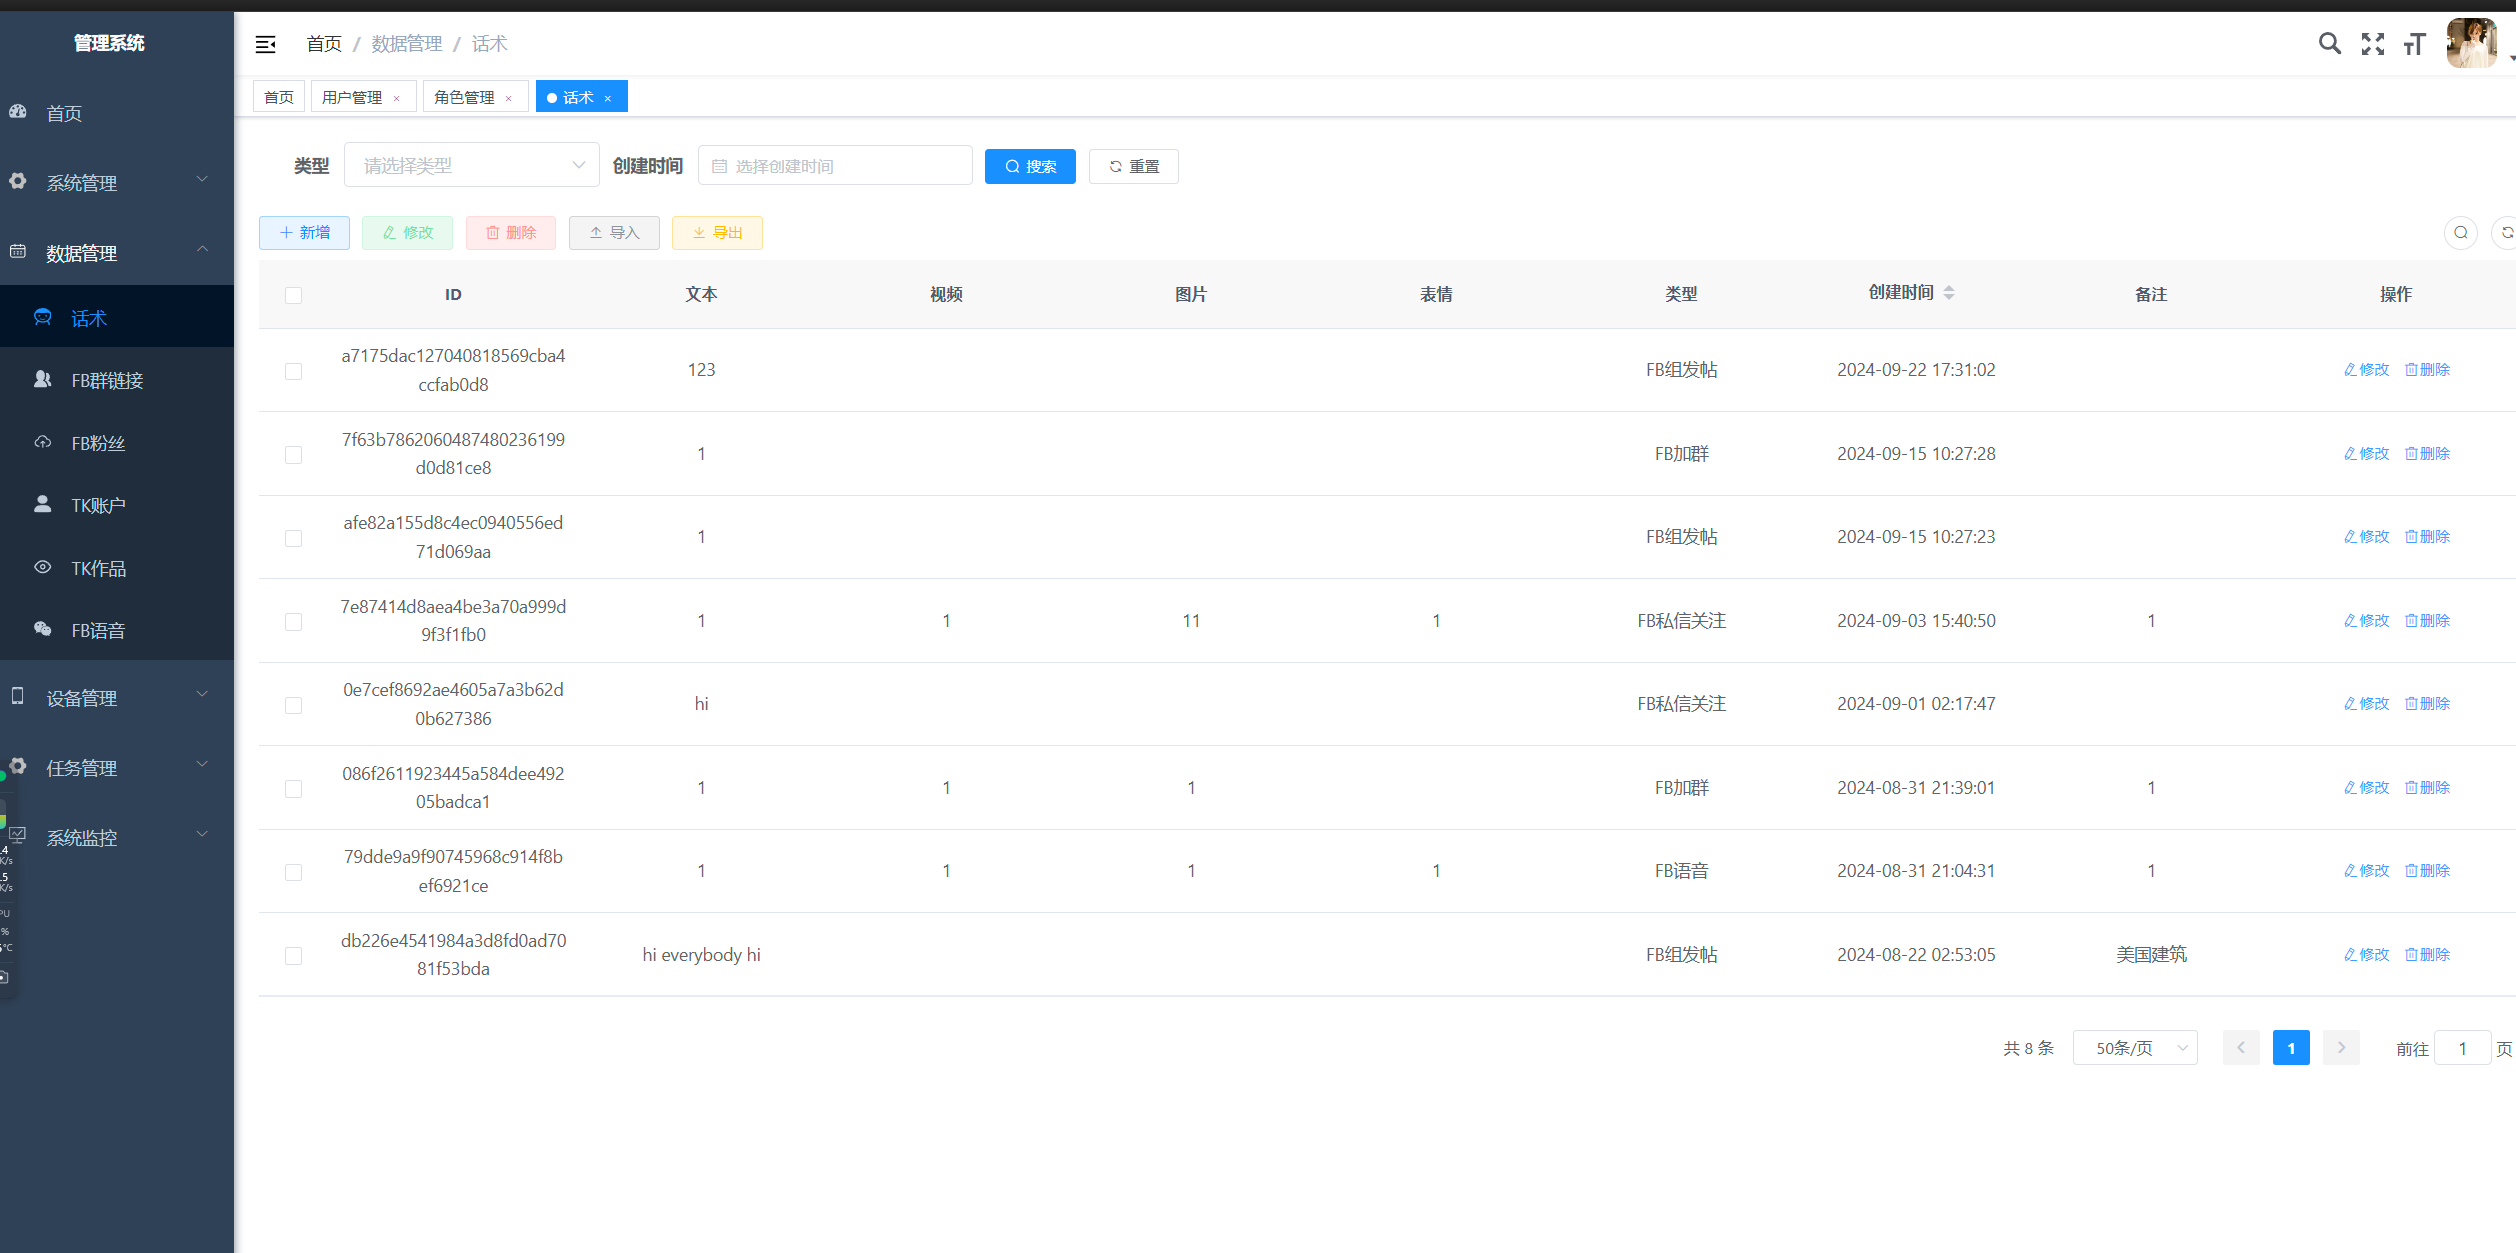 管理系统
首页
系统管理
数据管理
话术
FB群链接
FB粉丝
TK账户
TK作品
FB语音
设备管理
任务管理
系统监控
首页 / 数据管理 / 话术
首页 用户管理 × 角色管理 × 话术 ×
类型 请选择类型 创建时间 选择创建时间 搜索 重置
新增 修改 删除 导入 导出
ID 文本 视频 图片 表情 类型 创建时间 备注 操作
a7175dac127040818569cba4
ccfab0d8
123 FB组发帖 2024-09-22 17:31:02 修改 删除
7f63b7862060487480236199
d0d81ce8
1 FB加群 2024-09-15 10:27:28 修改 删除
afe82a155d8c4ec0940556ed
71d069aa
1 FB组发帖 2024-09-15 10:27:23 修改 删除
7e87414d8aea4be3a70a999d
9f3f1fb0
1 1 11 1 FB私信关注 2024-09-03 15:40:50 1 修改 删除
0e7cef8692ae4605a7a3b62d
0b627386
hi FB私信关注 2024-09-01 02:17:47 修改 删除
086f2611923445a584dee492
05badca1
1 1 1 FB加群 2024-08-31 21:39:01 1 修改 删除
79dde9a9f90745968c914f8b
ef6921ce
1 1 1 1 FB语音 2024-08-31 21:04:31 1 修改 删除
db226e4541984a3d8fd0ad70
81f53bda
hi everybody hi FB组发帖 2024-08-22 02:53:05 美国建筑 修改 删除
共 8 条 50条/页 1 前往 1 页